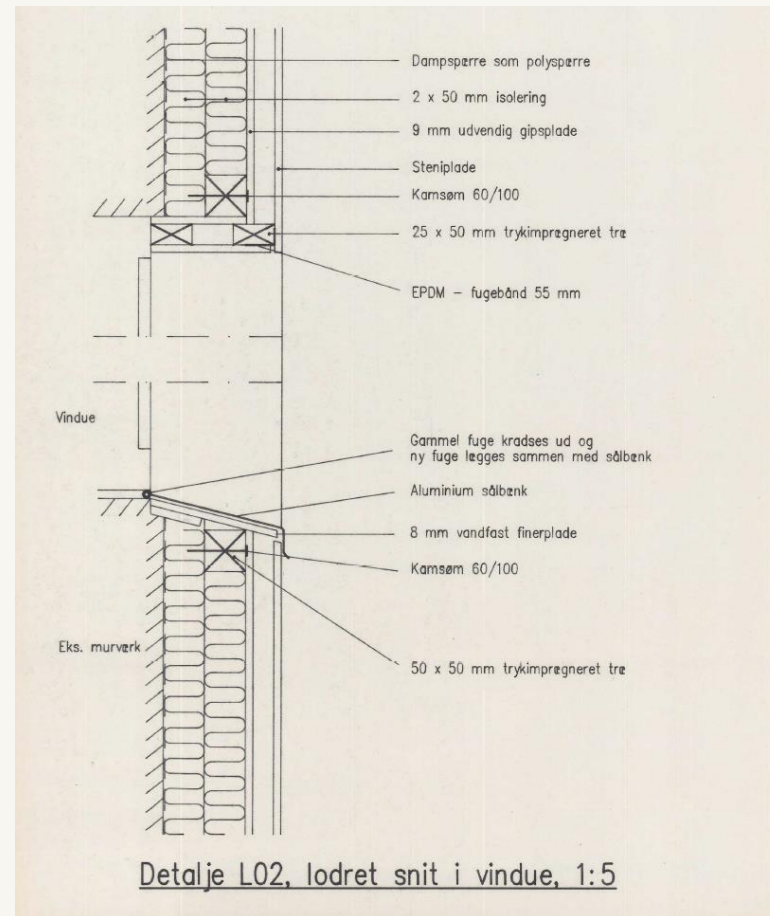 Dampspærre som polyspærre
2 x 50 mm isolering
9 mm udvendig gipsplade
Steniplade
Kamsøm 60/100
25 x 50 mm trykimprægneret træ
EPDM – fugebånd 55 mm
Vindue
Gammel fuge kradses ud og
ny fuge lægges sammen med sålbænk
Aluminium sålbænk
8 mm vandfast finerplade
Kamsøm 60/100
Eks. murværk
50 x 50 mm trykimprægneret træ
Detalje L02, lodret snit i vindue, 1:5